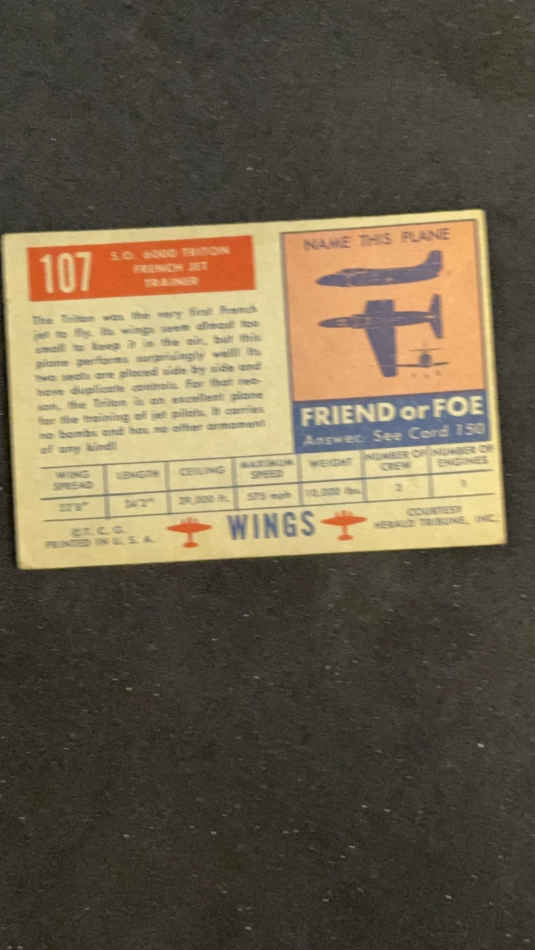 107
S.O. 6000 TRITON
FRENCH JET
TRAINER
The Triton was the very first French
jet to fly. Its wings seem almost too
small to keep it in the air, but this
plane performs surprisingly well! Its
two seats are placed side by side and
have duplicate controls. For that rea-
son, the Triton is an excellent plane
for the training of jet pilots. It carries
no bombs and has no other armament
of any kind!
NAME THIS PLANE
FRIEND or FOE
Answer: See Card 150
WING SPREAD LENGTH CEILING MAXIMUM SPEED WEIGHT NUMBER OF CREW NUMBER OF ENGINES
34'2" 39,000 ft. 575 mph 10,000 lbs. 2 1
©T. C. G.
PRINTED IN U. S. A.
WINGS
COURTESY
HERALD TRIBUNE, INC.